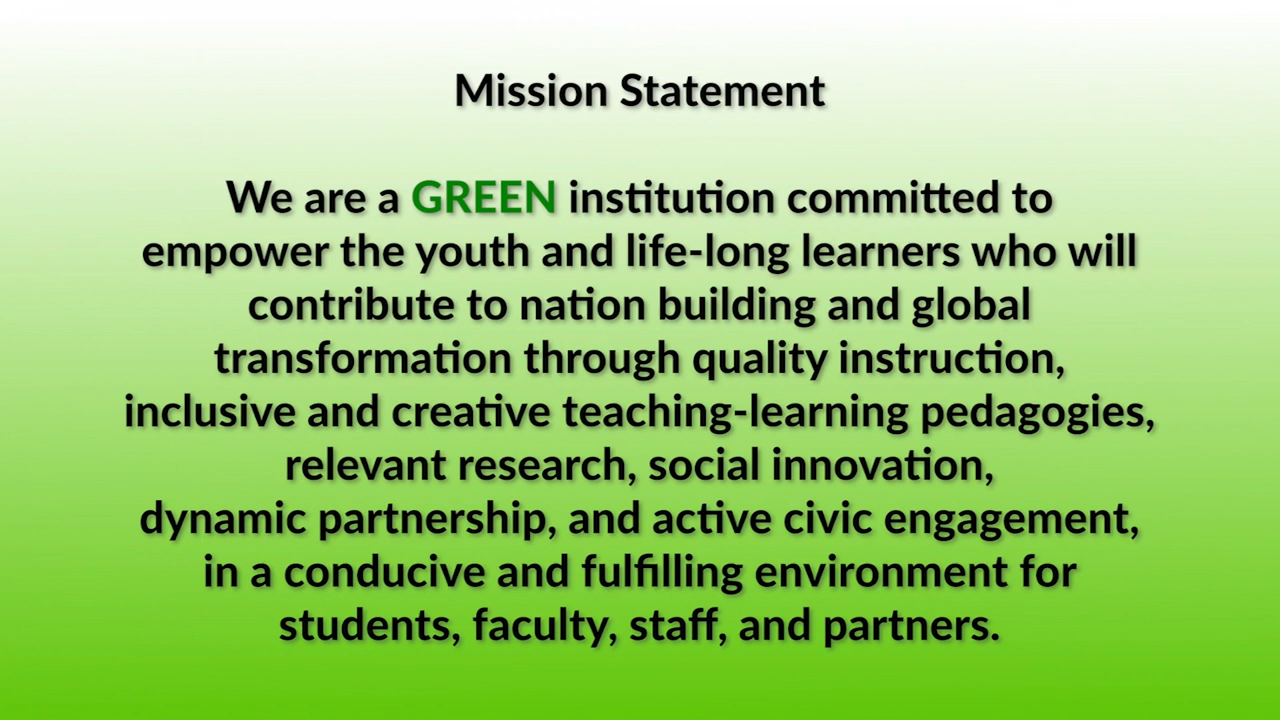 Mission Statement
We are a GREEN institution committed to
empower the youth and life-long learners who will
contribute to nation building and global
transformation through quality instruction,
inclusive and creative teaching-learning pedagogies,
relevant research, social innovation,
dynamic partnership, and active civic engagement,
in a conducive and fulfilling environment for
students, faculty, staff, and partners.